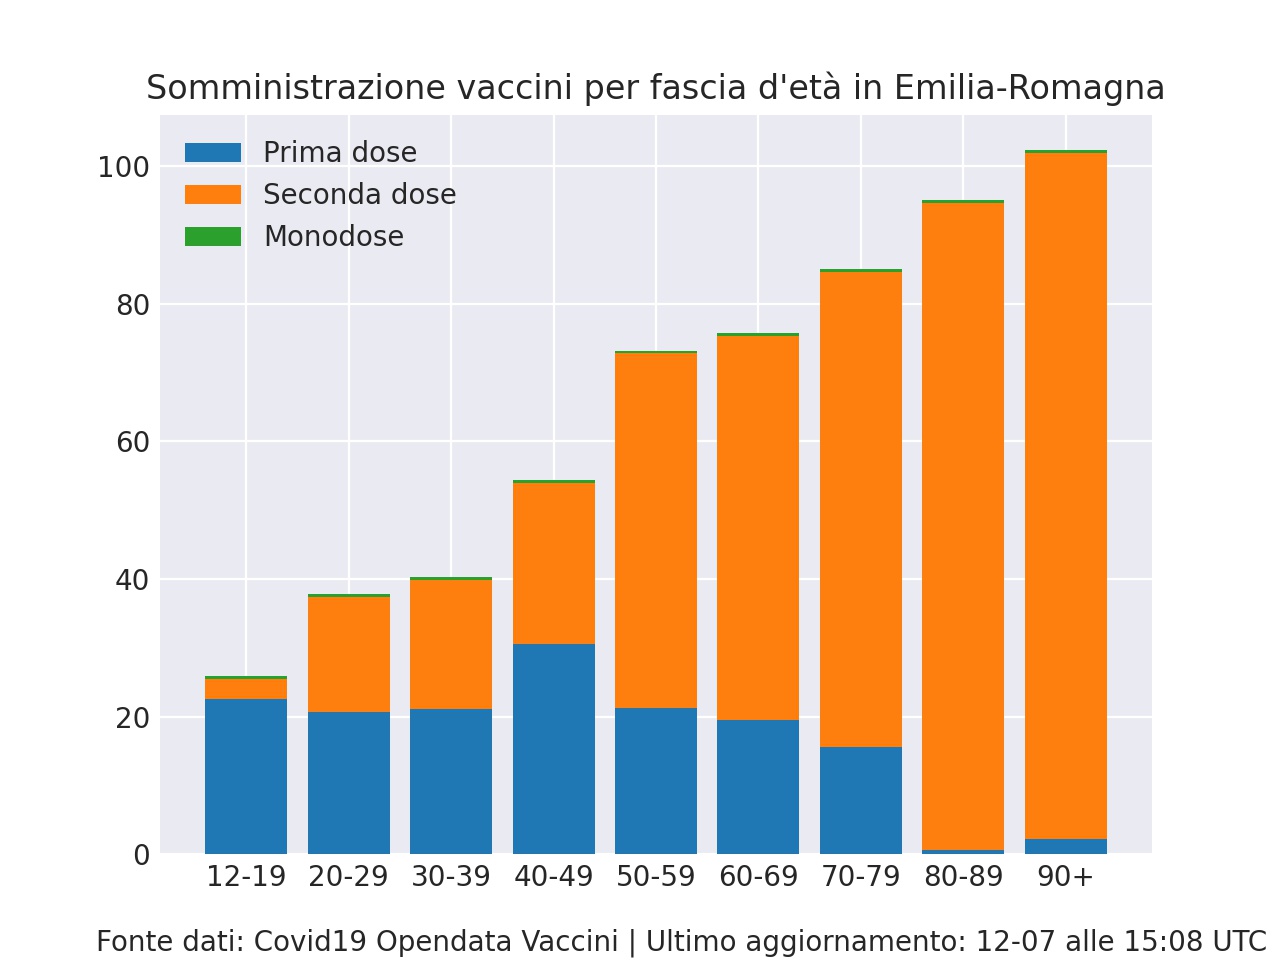 Somministrazione vaccini per fascia d'età in Emilia-Romagna
Prima dose
Seconda dose
Monodose
100
80
60
40
20
0
12-19 20-29 30-39 40-49 50-59 60-69 70-79 80-89 90+
Fonte dati: Covid19 Opendata Vaccini | Ultimo aggiornamento: 12-07 alle 15:08 UTC